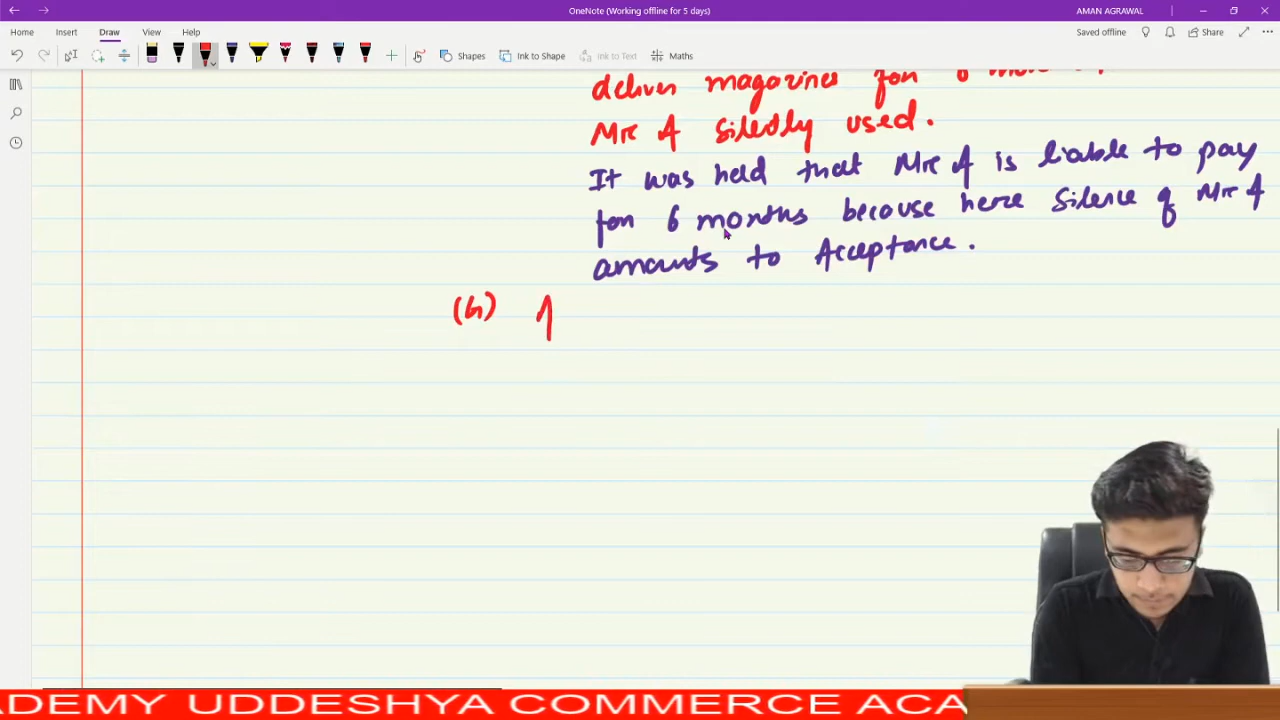 OneNote (Working offline for 5 days)
AMAN AGRAWAL
Home Insert Draw View Help
Saved offline
Share
Shapes
Ink to Shape
Ink to Text
Maths
deliver magazines for 6
Mr A silently used.
It was held that Mr A is liable to pay
for 6 months because here silence of Mr A
amounts to Acceptance.
(h) A
ADEMY UDDESHYA COMMERCE ACA